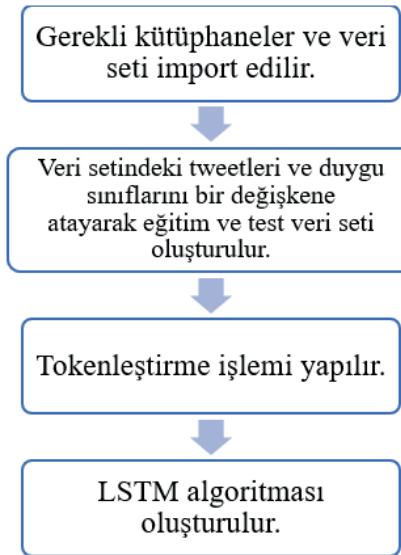 Gerekli kütüphaneler ve veri
seti import edilir.
Veri setindeki tweetleri ve duygu
sınıflarını bir değişkene
atayarak eğitim ve test veri seti
oluşturulur.
Tokenleştirme işlemi yapılır.
LSTM algoritması
oluşturulur.